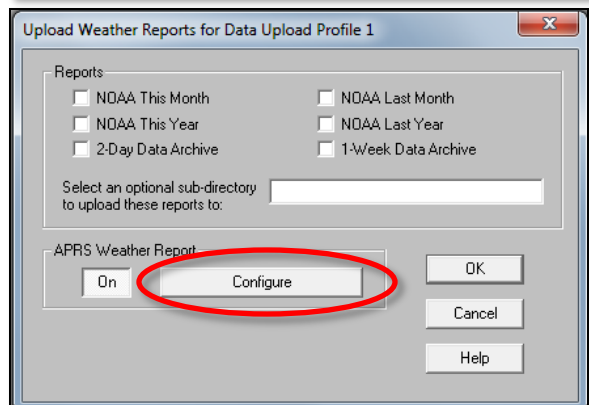 Upload Weather Reports for Data Upload Profile 1
Reports
NOAA This Month
NOAA Last Month
NOAA This Year
NOAA Last Year
2-Day Data Archive
1-Week Data Archive
Select an optional sub-directory
to upload these reports to:
APRS Weather Report
On
Configure
OK
Cancel
Help